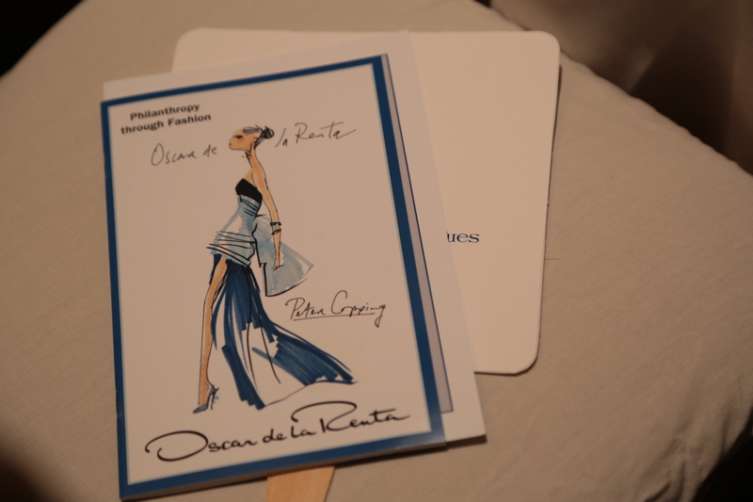 Philanthropy
through Fashion
Oscar de la Renta
Peter Copping
Oscar de la Renta
ues